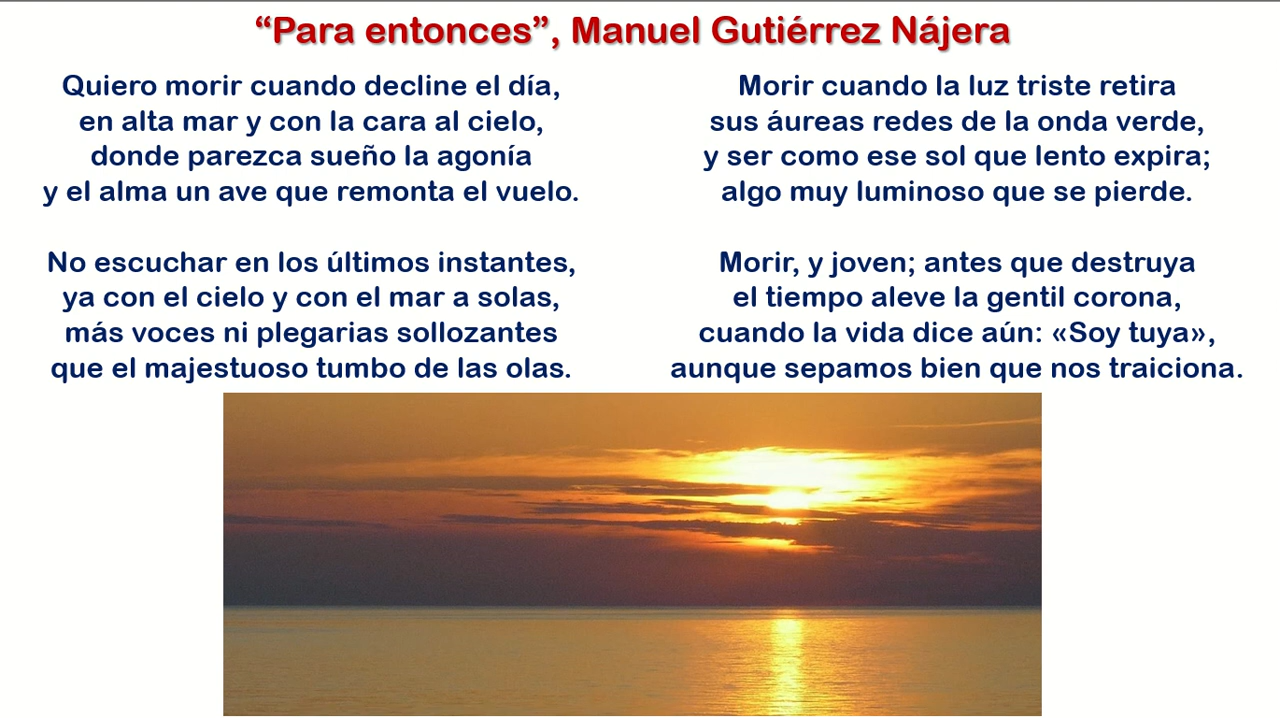 “Para entonces”, Manuel Gutiérrez Nájera
Quiero morir cuando decline el día,
en alta mar y con la cara al cielo,
donde parezca sueño la agonía
y el alma un ave que remonta el vuelo.
No escuchar en los últimos instantes,
ya con el cielo y con el mar a solas,
más voces ni plegarias sollozantes
que el majestuoso tumbo de las olas.
Morir cuando la luz triste retira
sus áureas redes de la onda verde,
y ser como ese sol que lento expira;
algo muy luminoso que se pierde.
Morir, y joven; antes que destruya
el tiempo aleve la gentil corona,
cuando la vida dice aún: «Soy tuya»,
aunque sepamos bien que nos traiciona.